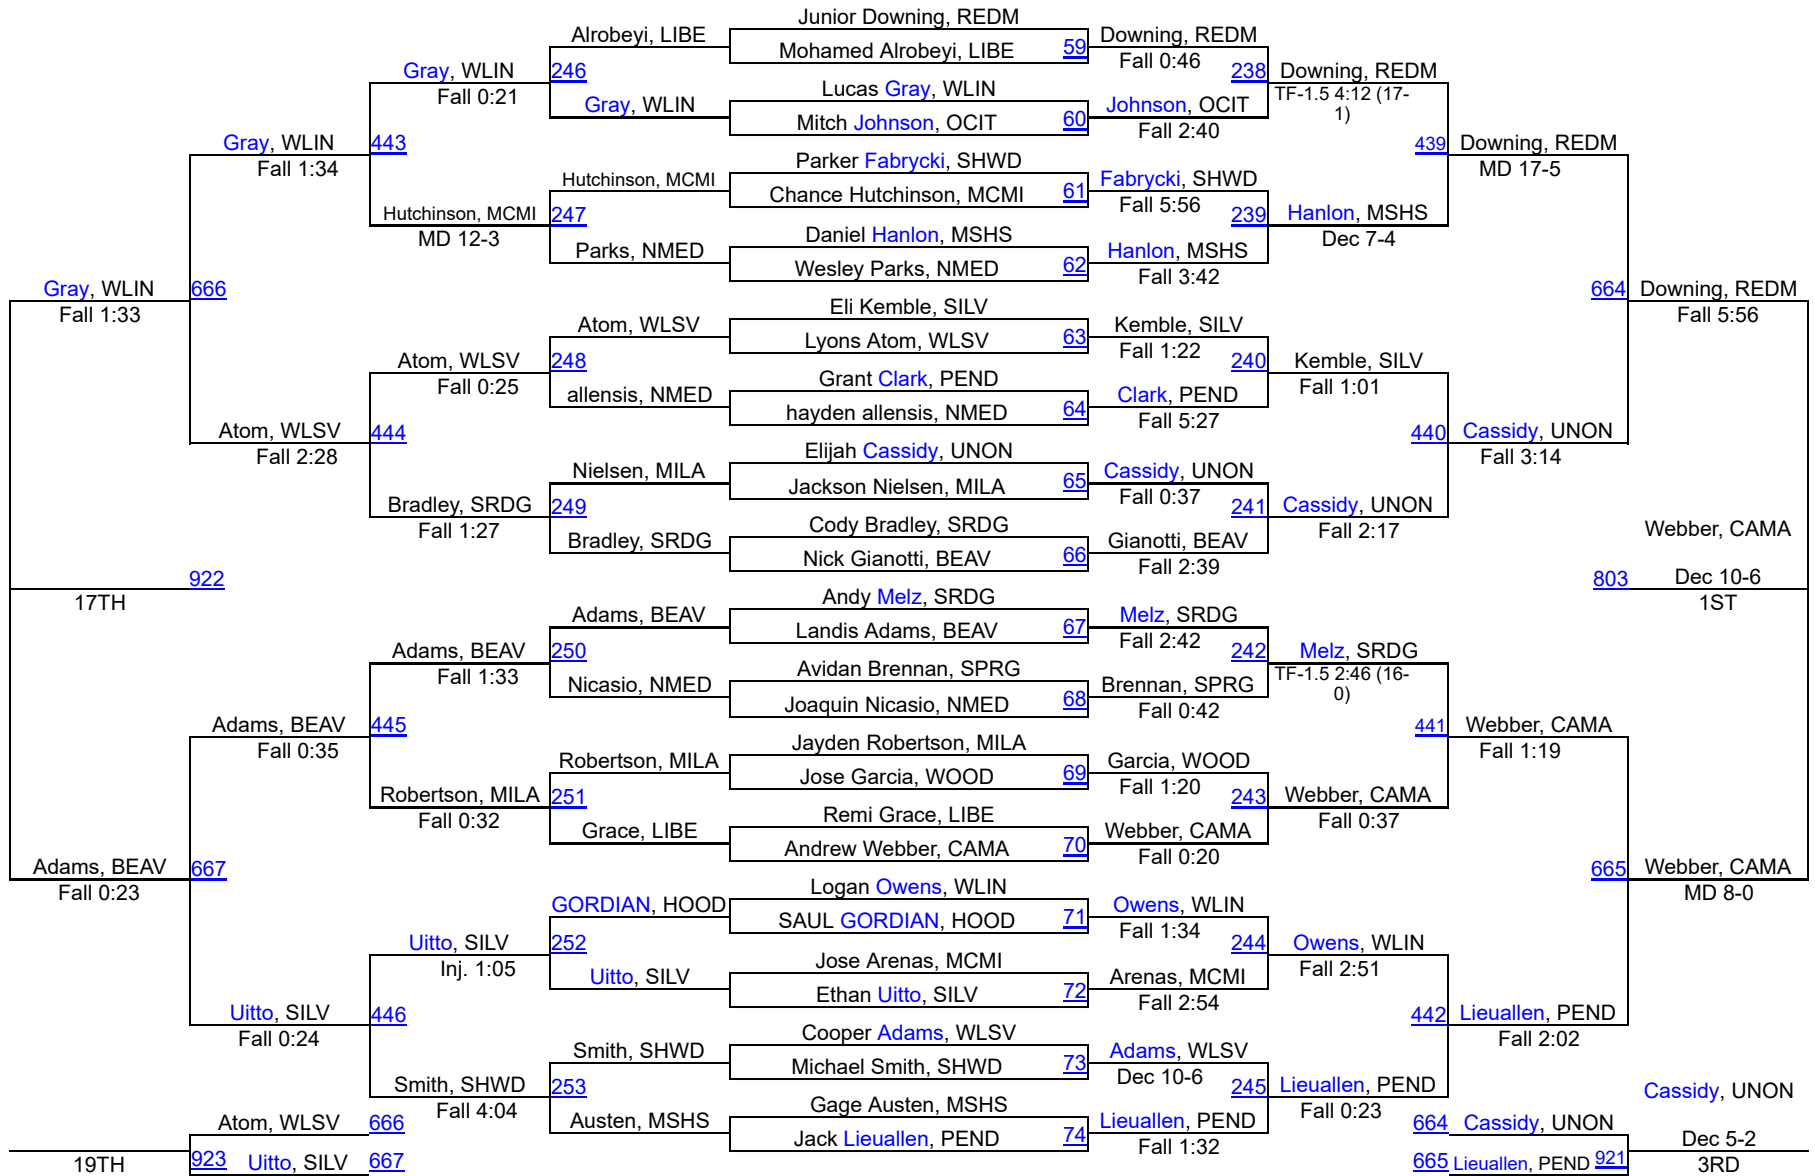 Junior Downing, REDM
Alrobeyi, LIBE
Mohamed Alrobeyi, LIBE 59
Downing, REDM
Fall 0:46
Gray, WLIN
Fall 0:21
246
238
Downing, REDM
TF-1.5 4:12 (17-
1)
Gray, WLIN
Lucas Gray, WLIN
Mitch Johnson, OCIT 60
Johnson, OCIT
Fall 2:40
Gray, WLIN
Fall 1:34
443
439
Downing, REDM
MD 17-5
Hutchinson, MCMI
Parker Fabrycki, SHWD
Chance Hutchinson, MCMI 61
Fabrycki, SHWD
Fall 5:56
Hutchinson, MCMI
MD 12-3
247
239
Hanlon, MSHS
Dec 7-4
Parks, NMED
Daniel Hanlon, MSHS
Wesley Parks, NMED 62
Hanlon, MSHS
Fall 3:42
Gray, WLIN
Fall 1:33
666
664
Downing, REDM
Fall 5:56
Atom, WLSV
Eli Kemble, SILV
Lyons Atom, WLSV 63
Kemble, SILV
Fall 1:22
Atom, WLSV
Fall 0:25
248
240
Kemble, SILV
Fall 1:01
allensis, NMED
Grant Clark, PEND
hayden allensis, NMED 64
Clark, PEND
Fall 5:27
Atom, WLSV
Fall 2:28
444
440
Cassidy, UNON
Fall 3:14
Nielsen, MILA
Elijah Cassidy, UNON
Jackson Nielsen, MILA 65
Cassidy, UNON
Fall 0:37
Bradley, SRDG
Fall 1:27
249
241
Cassidy, UNON
Fall 2:17
Bradley, SRDG
Cody Bradley, SRDG
Nick Gianotti, BEAV 66
Gianotti, BEAV
Fall 2:39
Webber, CAMA
922
17TH
803
Dec 10-6
1ST
Adams, BEAV
Andy Melz, SRDG
Landis Adams, BEAV 67
Melz, SRDG
Fall 2:42
Adams, BEAV
Fall 1:33
250
242
Melz, SRDG
TF-1.5 2:46 (16-
0)
Nicasio, NMED
Avidan Brennan, SPRG
Joaquin Nicasio, NMED 68
Brennan, SPRG
Fall 0:42
Adams, BEAV
Fall 0:35
445
441
Webber, CAMA
Fall 1:19
Robertson, MILA
Jayden Robertson, MILA
Jose Garcia, WOOD 69
Garcia, WOOD
Fall 1:20
Robertson, MILA
Fall 0:32
251
243
Webber, CAMA
Fall 0:37
Grace, LIBE
Remi Grace, LIBE
Andrew Webber, CAMA 70
Webber, CAMA
Fall 0:20
Adams, BEAV
Fall 0:23
667
665
Webber, CAMA
MD 8-0
GORDIAN, HOOD
Logan Owens, WLIN
SAUL GORDIAN, HOOD 71
Owens, WLIN
Fall 1:34
Uitto, SILV
Inj. 1:05
252
244
Owens, WLIN
Fall 2:51
Uitto, SILV
Jose Arenas, MCMI
Ethan Uitto, SILV 72
Arenas, MCMI
Fall 2:54
Uitto, SILV
Fall 0:24
446
442
Lieuallen, PEND
Fall 2:02
Smith, SHWD
Cooper Adams, WLSV
Michael Smith, SHWD 73
Adams, WLSV
Dec 10-6
Smith, SHWD
Fall 4:04
253
245
Lieuallen, PEND
Fall 0:23
Austen, MSHS
Gage Austen, MSHS
Jack Lieuallen, PEND 74
Lieuallen, PEND
Fall 1:32
Cassidy, UNON
Atom, WLSV 666
664 Cassidy, UNON
19TH
923 Uitto, SILV 667
665 Lieuallen, PEND 921
Dec 5-2
3RD